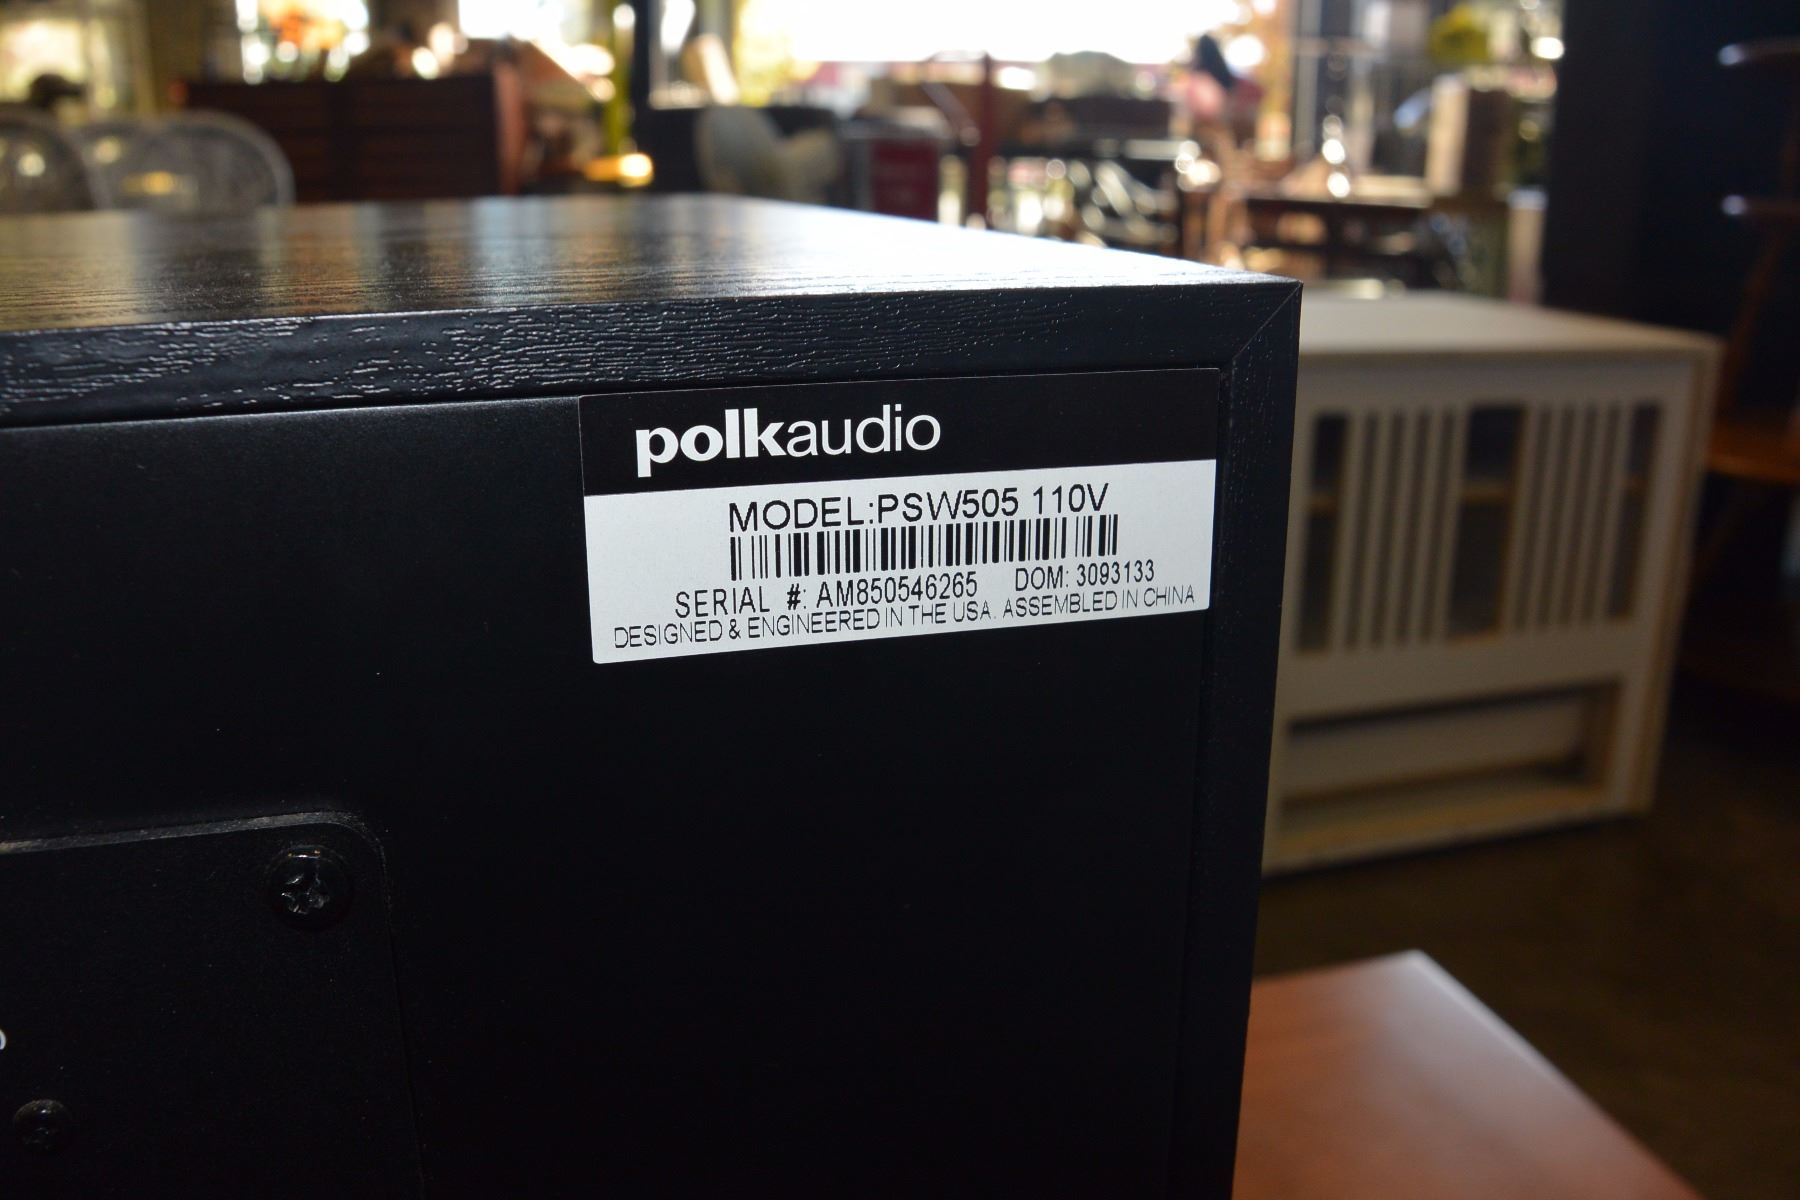 polkaudio
MODEL:PSW505 110V
SERIAL #: AM850546265 DOM: 3093133
DESIGNED & ENGINEERED IN THE USA. ASSEMBLED IN CHINA